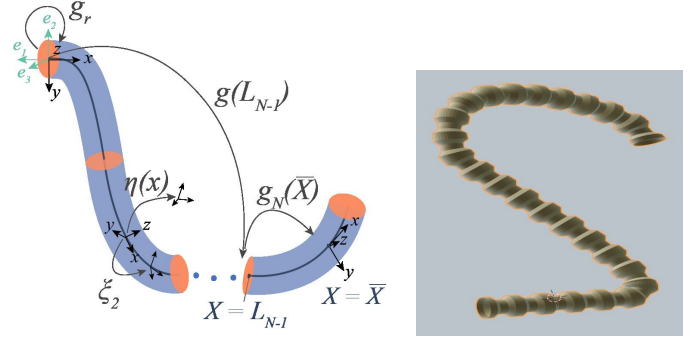 g_r
e_2
e_1
z
x
e_3
y
g(L_{N-1})
η(x)
g_N(X̅)
y
z
x
x
z
y
ξ_2
X = L_{N-1}
X = X̅